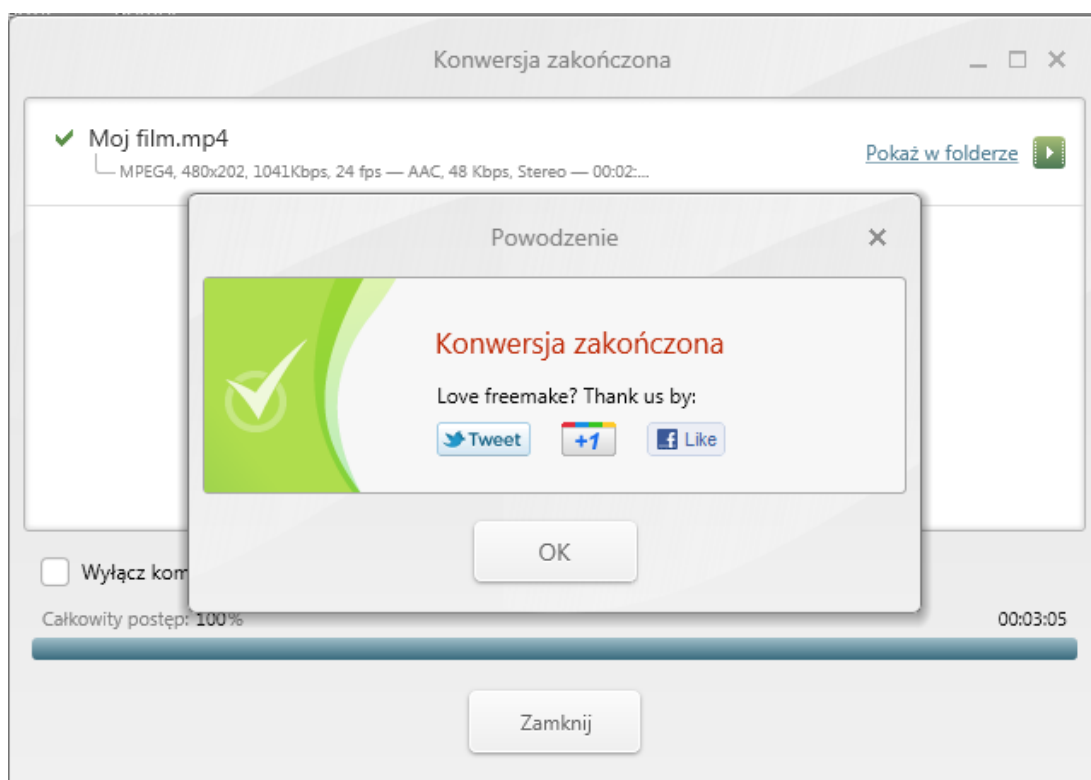 Konwersja zakończona
Moj film.mp4
MPEG4, 480x202, 1041Kbps, 24 fps — AAC, 48 Kbps, Stereo — 00:02:...
Pokaż w folderze
Powodzenie
Konwersja zakończona
Love freemake? Thank us by:
Tweet +1 Like
OK
Wyłącz kom
Całkowity postęp: 100% 00:03:05
Zamknij